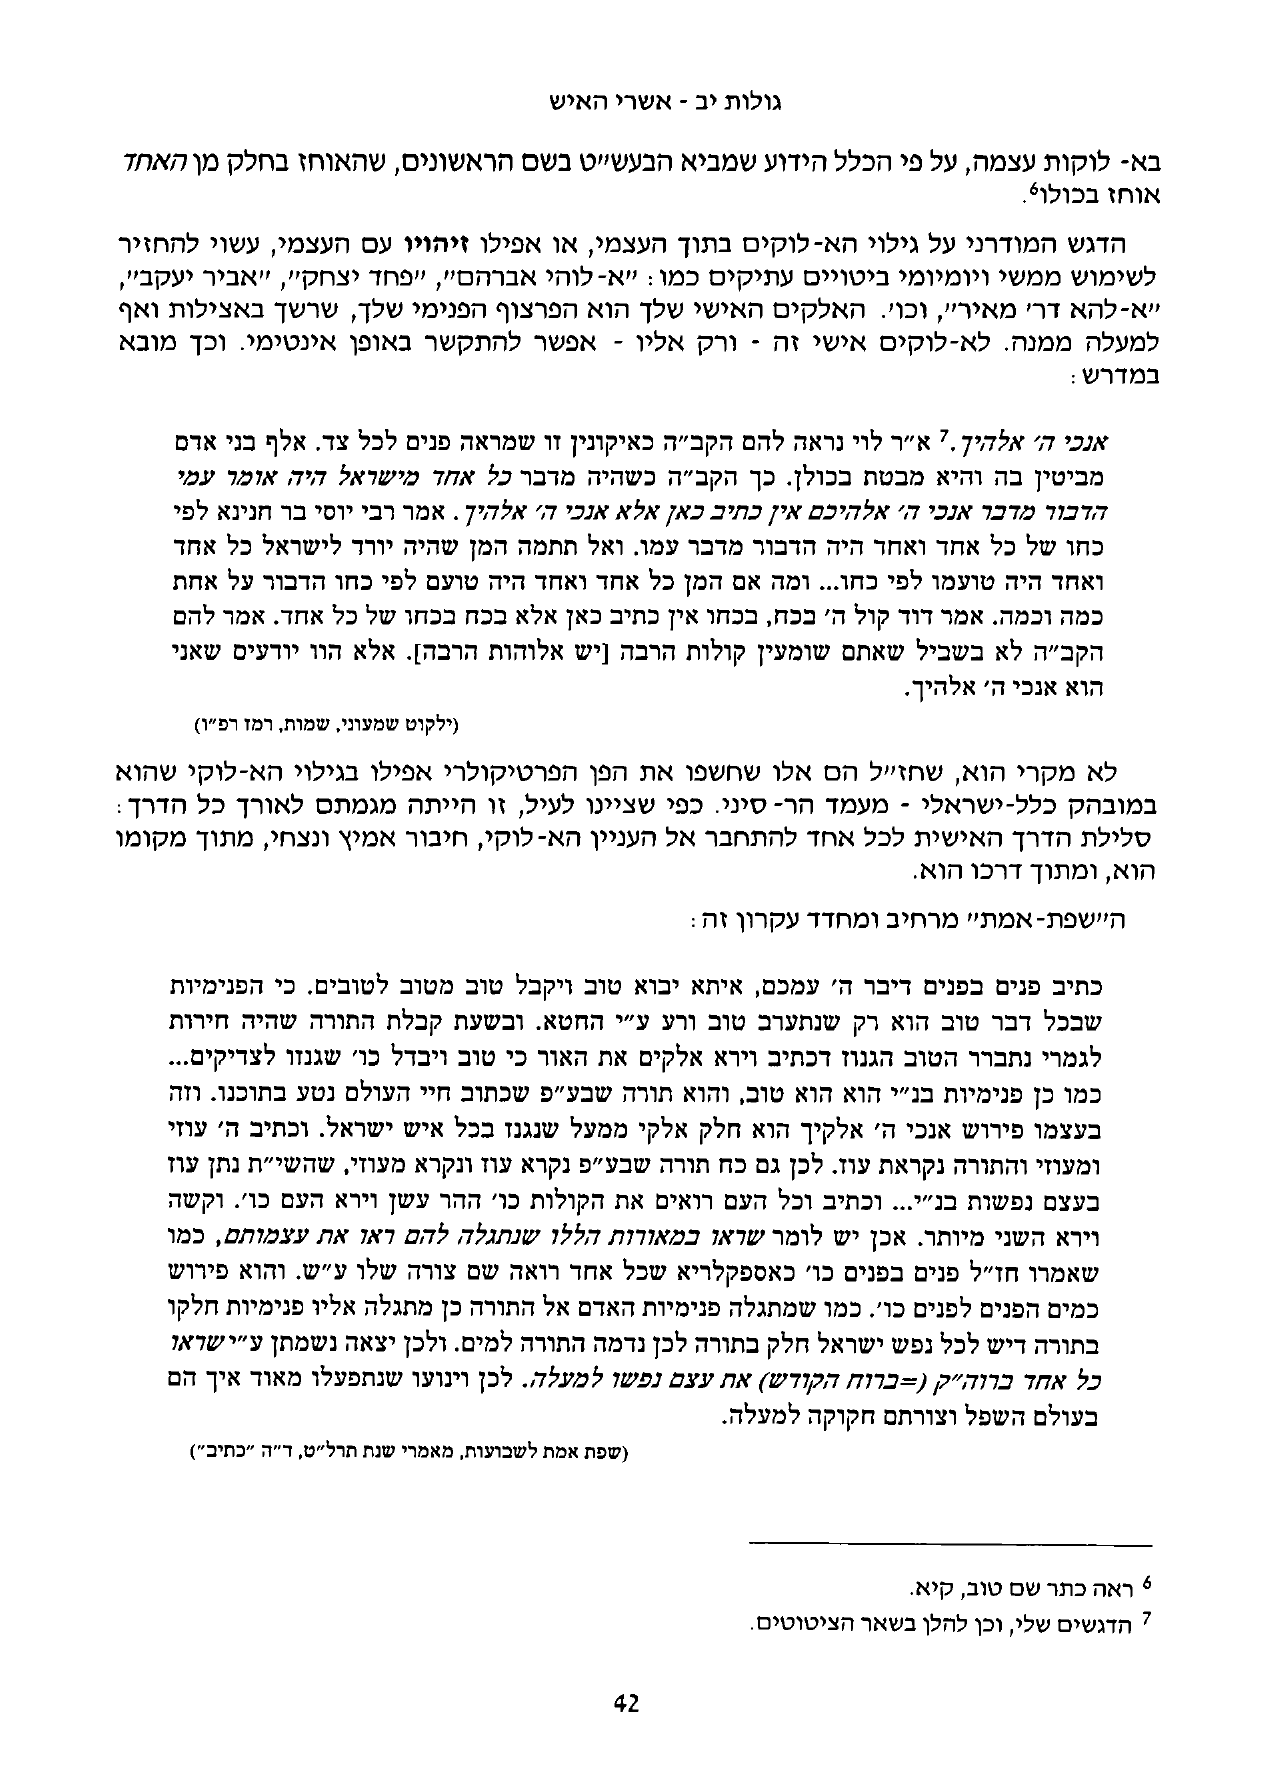 גולות יב - אשרי האיש
בא- לוקות עצמה, על פי הכלל הידוע שמביא הבעש״ט בשם הראשונים, שהאוחז בחלק מן האחד
אוחז בכולו6.
הדגש המודרני על גילוי הא-לוקים בתוך העצמי, או אפילו זיהויו עם העצמי, עשוי להחזיר
לשימוש ממשי ויומיומי ביטויים עתיקים כמו: ״א-לוהי אברהם״, ״פחד יצחק״, ״אביר יעקב״,
״א-להא דר׳ מאיר״, וכו׳. האלקים האישי שלך הוא הפרצוף הפנימי שלך, שרשך באצילות ואף
למעלה ממנה. לא-לוקים אישי זה - ורק אליו - אפשר להתקשר באופן אינטימי. וכך מובא
במדרש:
אנכי ה׳ אלהיך.7 א״ר לוי נראה להם הקב״ה כאיקונין זו שמראה פנים לכל צד. אלף בני אדם
מביטין בה והיא מבטת בכולן. כך הקב״ה כשהיה מדבר כל אחד מישראל היה אומר עמי
הדבור מדבר אנכי ה׳ אלהיכם אין כתיב כאן אלא אנכי ה׳ אלהיך. אמר רבי יוסי בר חנינא לפי
כחו של כל אחד ואחד היה הדבור מדבר עמו. ואל תתמה המן שהיה יורד לישראל כל אחד
ואחד היה טועמו לפי כחו... ומה אם המן כל אחד ואחד היה טועם לפי כחו הדבור על אחת
כמה וכמה. אמר דוד קול ה׳ בכח, בכחו אין כתיב כאן אלא בכח בכחו של כל אחד. אמר להם
הקב״ה לא בשביל שאתם שומעין קולות הרבה [יש אלוהות הרבה]. אלא הוו יודעים שאני
הוא אנכי ה׳ אלהיך.
(ילקוט שמעוני, שמות, רמז רפ״ו)
לא מקרי הוא, שחז״ל הם אלו שחשפו את הפן הפרטיקולרי אפילו בגילוי הא-לוקי שהוא
במובהק כלל-ישראלי - מעמד הר-סיני. כפי שציינו לעיל, זו הייתה מגמתם לאורך כל הדרך:
סלילת הדרך האישית לכל אחד להתחבר אל העניין הא-לוקי, חיבור אמיץ ונצחי, מתוך מקומו
הוא, ומתוך דרכו הוא.
ה״שפת-אמת״ מרחיב ומחדד עקרון זה:
כתיב פנים בפנים דיבר ה׳ עמכם, איתא יבוא טוב ויקבל טוב מטוב לטובים. כי הפנימיות
שבכל דבר טוב הוא רק שנתערב טוב ורע ע״י החטא. ובשעת קבלת התורה שהיה חירות
לגמרי נתברר הטוב הגנוז דכתיב וירא אלקים את האור כי טוב ויבדל כו׳ שגנזו לצדיקים...
כמו כן פנימיות בנ״י הוא הוא טוב, והוא תורה שבע״פ שכתוב חיי העולם נטע בתוכנו. וזה
בעצמו פירוש אנכי ה׳ אלקיך הוא חלק אלקי ממעל שנגנז בכל איש ישראל. וכתיב ה׳ עוזי
ומעוזי והתורה נקראת עוז. לכן גם כח תורה שבע״פ נקרא עוז ונקרא מעוזי, שהשי״ת נתן עוז
בעצם נפשות בנ״י... וכתיב וכל העם רואים את הקולות כו׳ ההר עשן וירא העם כו׳. וקשה
וירא השני מיותר. אכן יש לומר שראו במאורות הללו שנתגלה להם ראו את עצמותם, כמו
שאמרו חז״ל פנים בפנים כו׳ כאספקלריא שכל אחד רואה שם צורה שלו ע״ש. והוא פירוש
כמים הפנים לפנים כו׳. כמו שמתגלה פנימיות האדם אל התורה כן מתגלה אליו פנימיות חלקו
בתורה דיש לכל נפש ישראל חלק בתורה לכן נדמה התורה למים. ולכן יצאה נשמתן ע״י שראו
כל אחד ברוה״ק (=ברוח הקודש) את עצם נפשו למעלה. לכן וינועו שנתפעלו מאוד איך הם
בעולם השפל וצורתם חקוקה למעלה.
(שפת אמת לשבועות, מאמרי שנת תרל״ט, ד״ה ״כתיב״)
6 ראה כתר שם טוב, קיא.
7 הדגשים שלי, וכן להלן בשאר הציטוטים.
42